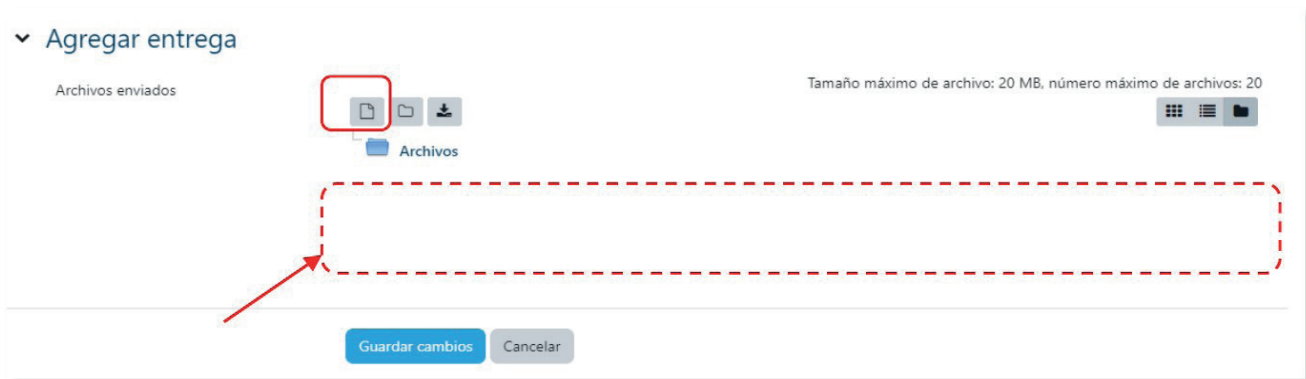 Agregar entrega
Archivos enviados
Tamaño máximo de archivo: 20 MB, número máximo de archivos: 20
Archivos
Guardar cambios
Cancelar